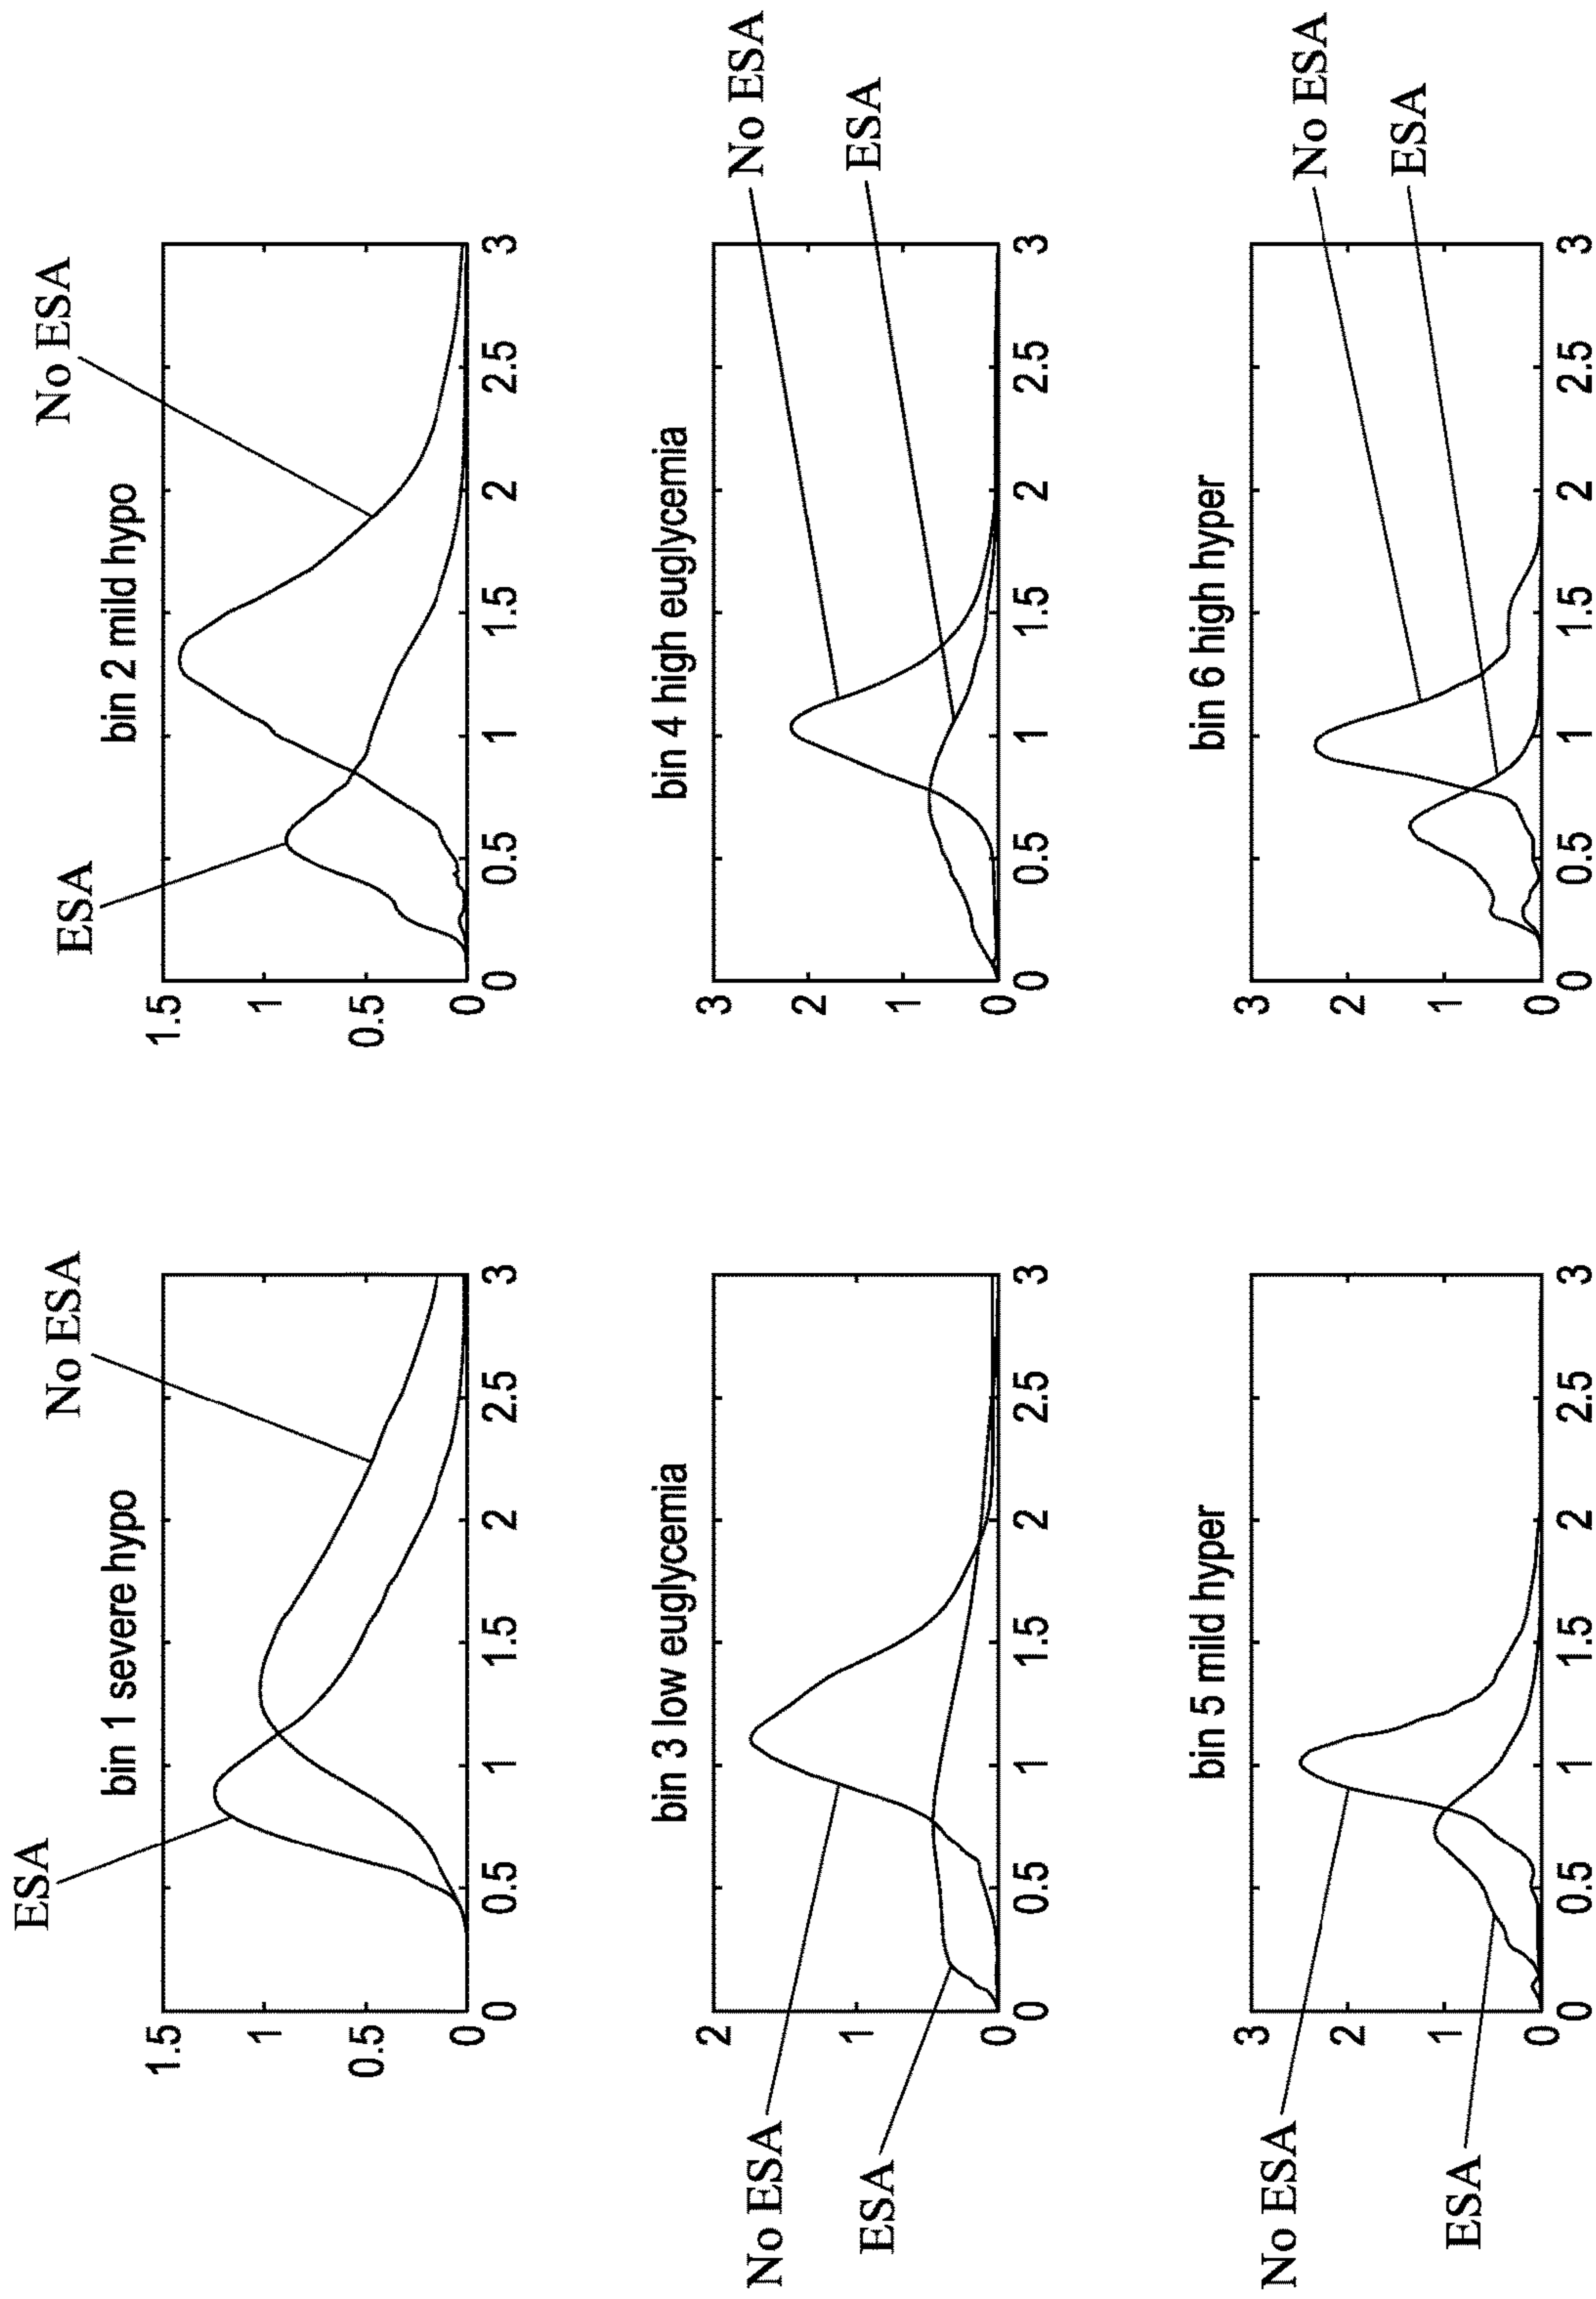 ESA
No ESA
bin 1 severe hypo
1.5
1
0.5
0
0 0.5 1 1.5 2 2.5 3
ESA
No ESA
bin 2 mild hypo
1.5
1
0.5
0
0 0.5 1 1.5 2 2.5 3
bin 3 low euglycemia
No ESA
ESA
2
1
0
0 0.5 1 1.5 2 2.5 3
bin 4 high euglycemia
No ESA
ESA
3
2
1
0
0 0.5 1 1.5 2 2.5 3
bin 5 mild hyper
No ESA
ESA
3
2
1
0
0 0.5 1 1.5 2 2.5 3
bin 6 high hyper
No ESA
ESA
3
2
1
0
0 0.5 1 1.5 2 2.5 3